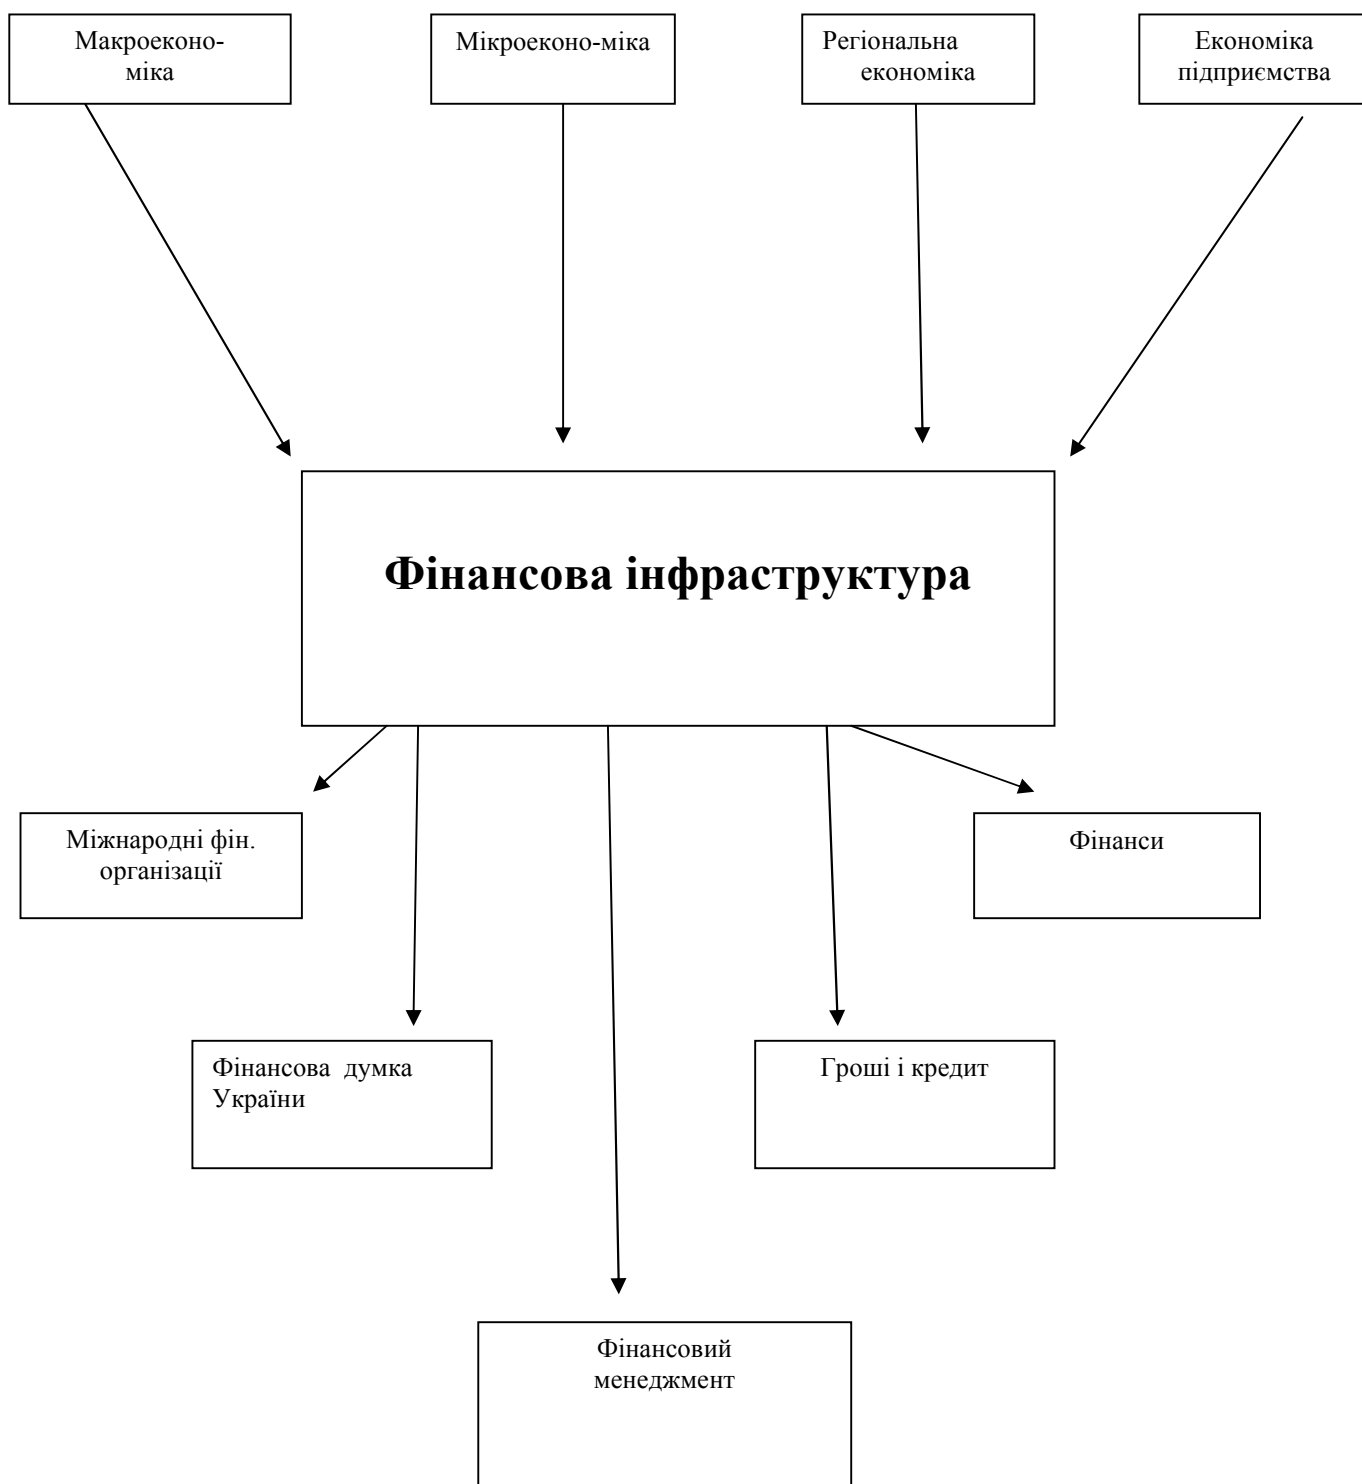 Макроеконо-
міка
Мікроеконо-міка
Регіональна
економіка
Економіка
підприємства
Фінансова інфраструктура
Міжнародні фін.
організації
Фінанси
Фінансова думка
України
Гроші і кредит
Фінансовий
менеджмент